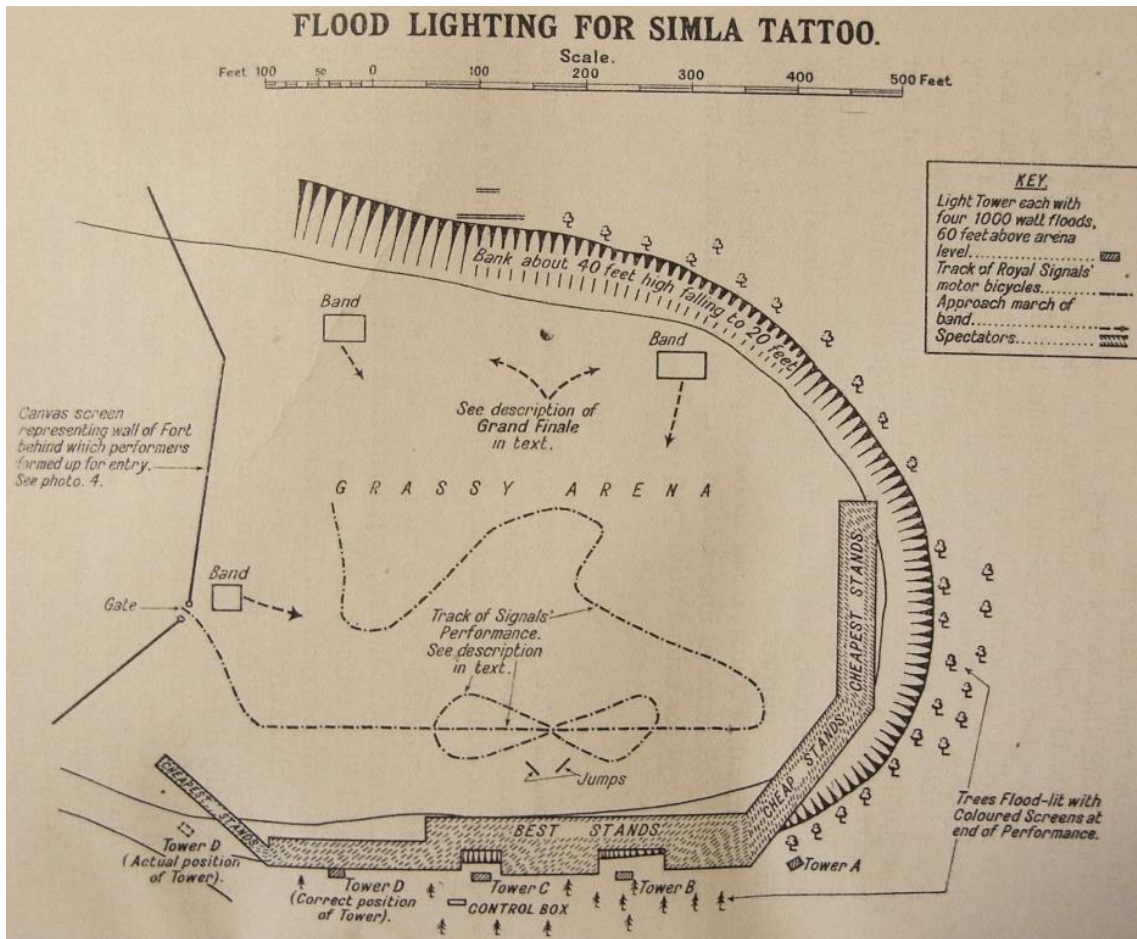 FLOOD LIGHTING FOR SIMLA TATTOO.
Scale.
Feet 100 50 0 100 200 300 400 500 Feet
KEY.
Light Tower each with
four 1000 watt floods,
60 feet above arena
level
Track of Royal Signals'
motor bicycles
Approach march of
band
Spectators
Bank about 40 feet high falling to 20 feet
Band
Band
See description of
Grand Finale
in text.
Canvas screen
representing wall of Fort
behind which performers
formed up for entry.
See photo. 4.
GRASSY ARENA
Band
Gate
Track of Signals'
Performance.
See description
in text.
Jumps
CHEAPEST STANDS
CHEAP STANDS
CHEAPEST STANDS
BEST STANDS
Trees Flood-lit with
Coloured Screens at
end of Performance.
Tower D
(Actual position
of Tower).
Tower D
(Correct position
of Tower).
Tower C
CONTROL BOX
Tower B
Tower A